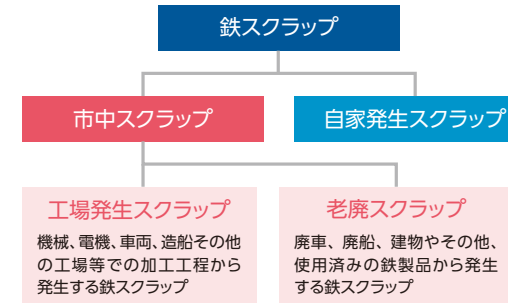 鉄スクラップ
市中スクラップ
自家発生スクラップ
工場発生スクラップ
機械、電機、車両、造船その他
の工場等での加工工程から
発生する鉄スクラップ
老廃スクラップ
廃車、廃船、建物やその他、
使用済みの鉄製品から発生
する鉄スクラップ